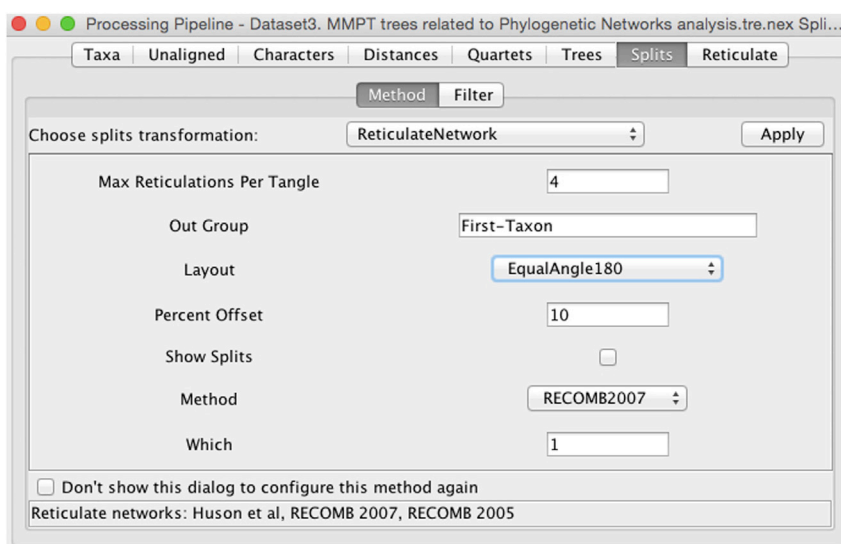 Processing Pipeline - Dataset3. MMPT trees related to Phylogenetic Networks analysis.tre.nex Spli...
Taxa Unaligned Characters Distances Quartets Trees Splits Reticulate
Method Filter
Choose splits transformation: ReticulateNetwork Apply
Max Reticulations Per Tangle 4
Out Group First-Taxon
Layout EqualAngle180
Percent Offset 10
Show Splits
Method RECOMB2007
Which 1
Don't show this dialog to configure this method again
Reticulate networks: Huson et al, RECOMB 2007, RECOMB 2005